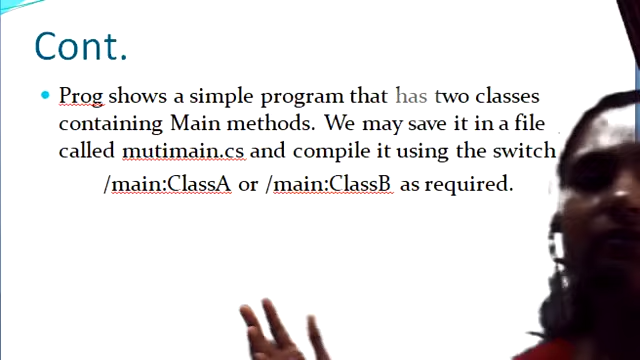 Cont.
Prog shows a simple program that has two classes
containing Main methods. We may save it in a file
called mutimain.cs and compile it using the switch
/main:ClassA or /main:ClassB as required.